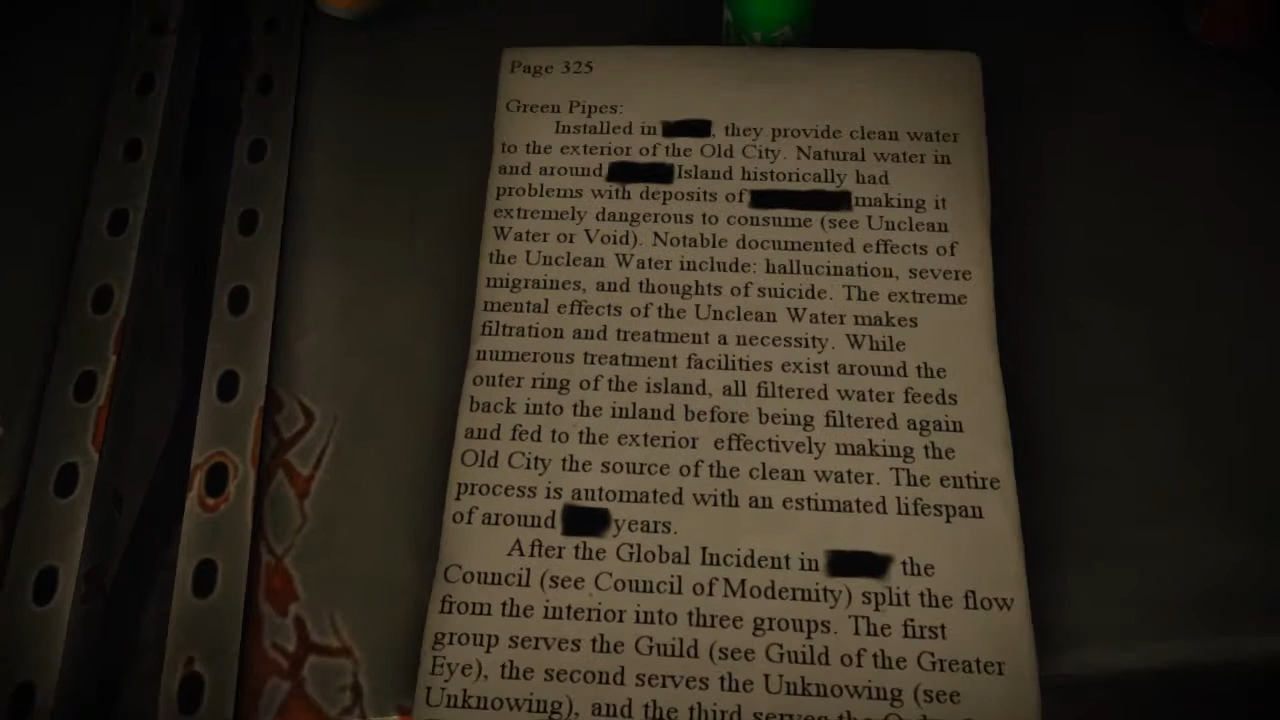 Page 325
Green Pipes:
Installed in , they provide clean water
to the exterior of the Old City. Natural water in
and around Island historically had
problems with deposits of making it
extremely dangerous to consume (see Unclean
Water or Void). Notable documented effects of
the Unclean Water include: hallucination, severe
migraines, and thoughts of suicide. The extreme
mental effects of the Unclean Water makes
filtration and treatment a necessity. While
numerous treatment facilities exist around the
outer ring of the island, all filtered water feeds
back into the inland before being filtered again
and fed to the exterior effectively making the
Old City the source of the clean water. The entire
process is automated with an estimated lifespan
of around years.
After the Global Incident in the
Council (see Council of Modernity) split the flow
from the interior into three groups. The first
group serves the Guild (see Guild of the Greater
Eye), the second serves the Unknowing (see
Unknowing), and the third serves the